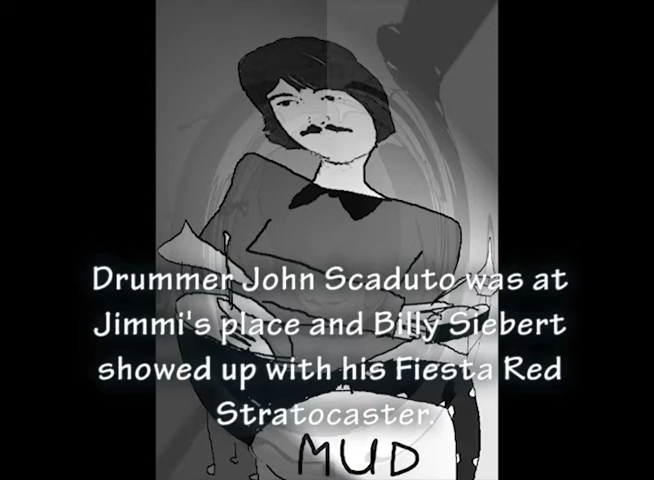 Drummer John Scaduto was at
Jimmi's place and Billy Siebert
showed up with his Fiesta Red
Stratocaster.
MUD